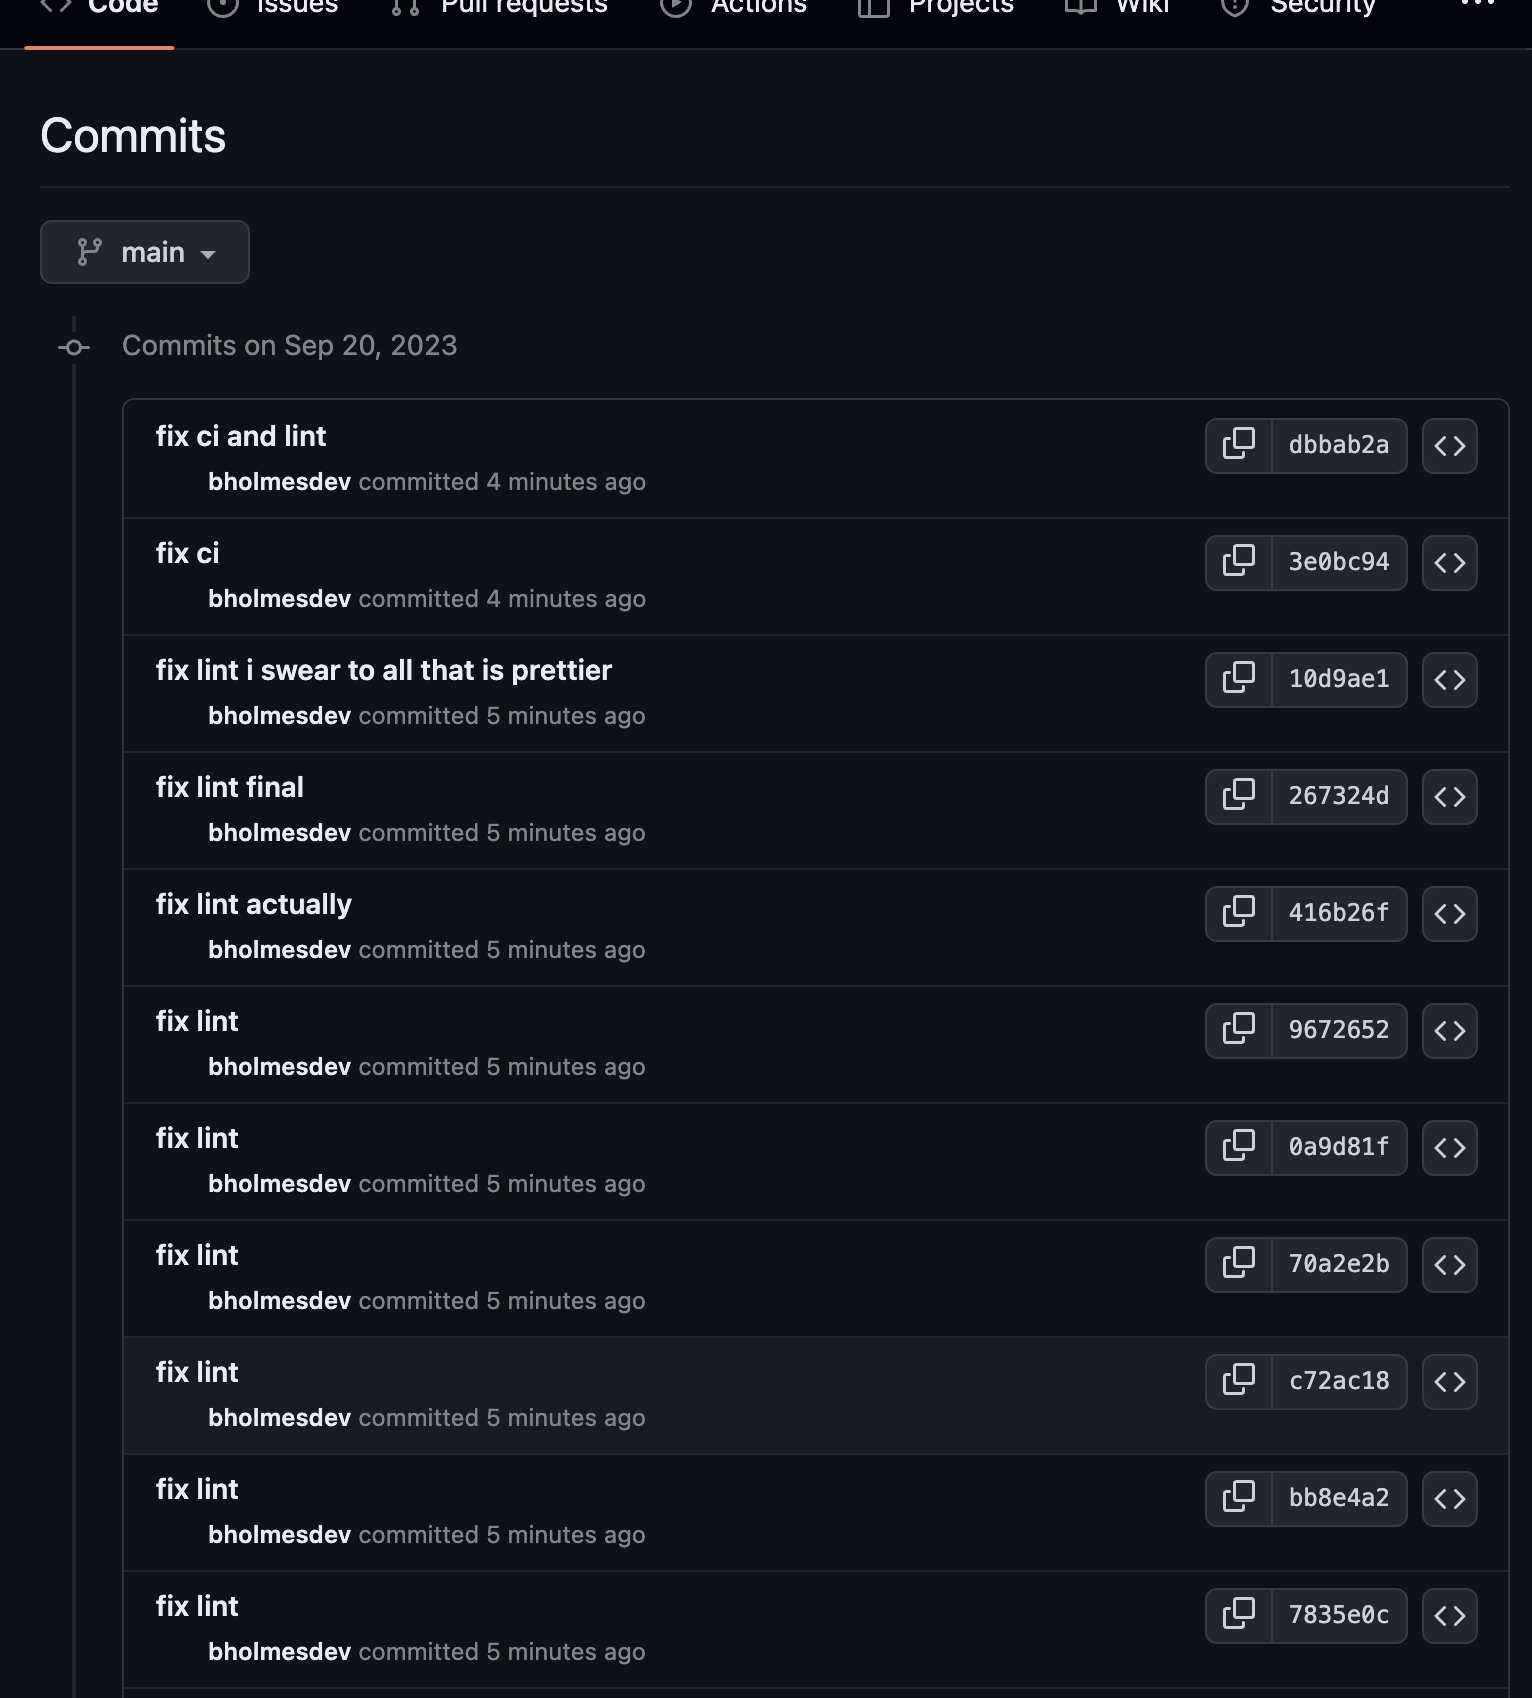 Code Issues Pull requests Actions Projects Wiki Security
Commits
main
Commits on Sep 20, 2023
fix ci and lint
bholmesdev committed 4 minutes ago
dbbab2a
fix ci
bholmesdev committed 4 minutes ago
3e0bc94
fix lint i swear to all that is prettier
bholmesdev committed 5 minutes ago
10d9ae1
fix lint final
bholmesdev committed 5 minutes ago
267324d
fix lint actually
bholmesdev committed 5 minutes ago
416b26f
fix lint
bholmesdev committed 5 minutes ago
9672652
fix lint
bholmesdev committed 5 minutes ago
0a9d81f
fix lint
bholmesdev committed 5 minutes ago
70a2e2b
fix lint
bholmesdev committed 5 minutes ago
c72ac18
fix lint
bholmesdev committed 5 minutes ago
bb8e4a2
fix lint
bholmesdev committed 5 minutes ago
7835e0c